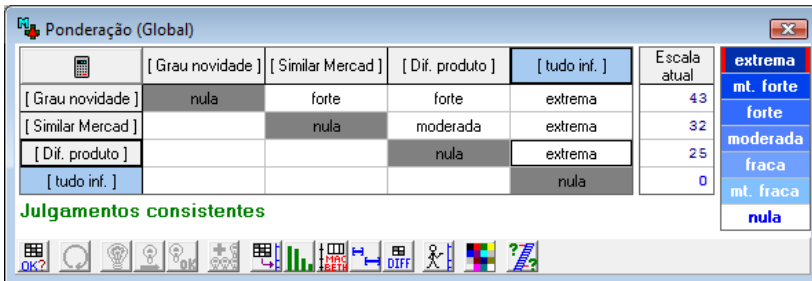 Ponderação (Global)
[ Grau novidade ] [ Similar Mercad ] [ Dif. produto ] [ tudo inf. ] Escala atual
[ Grau novidade ] nula forte forte extrema 43
[ Similar Mercad ] nula moderada extrema 32
[ Dif. produto ] nula extrema 25
[ tudo inf. ] nula 0
extrema
mt. forte
forte
moderada
fraca
mt. fraca
nula
Julgamentos consistentes
OK? OK MAC BETH DIFF ? ?